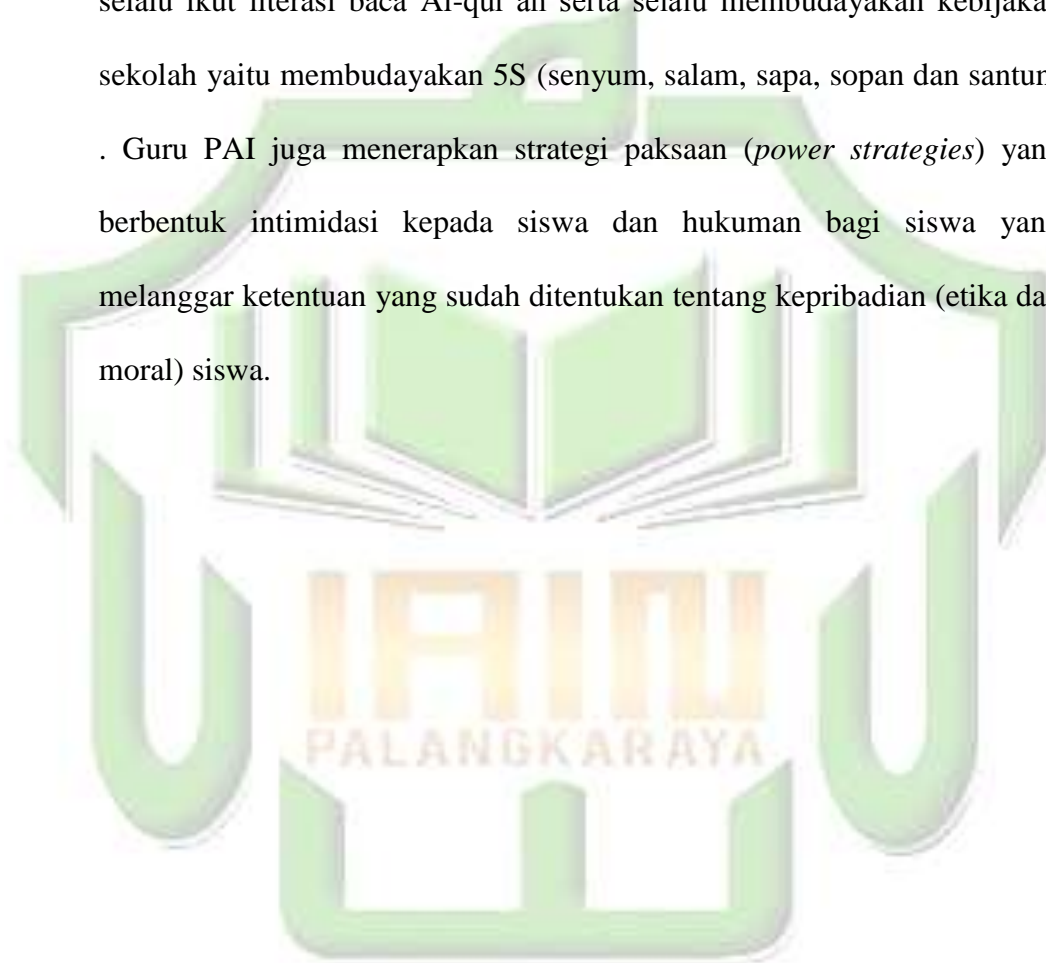 selalu ikut literasi baca Al-qur'an serta selalu membudayakan kebijaka
sekolah yaitu membudayakan 5S (senyum, salam, sapa, sopan dan santun
. Guru PAI juga menerapkan strategi paksaan (power strategies) yan
berbentuk intimidasi kepada siswa dan hukuman bagi siswa yan
melanggar ketentuan yang sudah ditentukan tentang kepribadian (etika da
moral) siswa.
IAIN
PALANGKARAYA